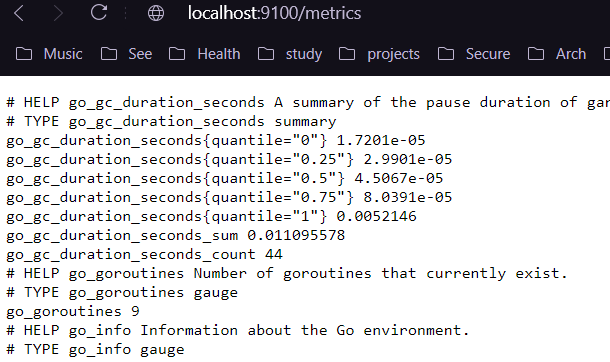 localhost:9100/metrics
Music See Health study projects Secure Arch
# HELP go_gc_duration_seconds A summary of the pause duration of
# TYPE go_gc_duration_seconds summary
go_gc_duration_seconds{quantile="0"} 1.7201e-05
go_gc_duration_seconds{quantile="0.25"} 2.9901e-05
go_gc_duration_seconds{quantile="0.5"} 4.5067e-05
go_gc_duration_seconds{quantile="0.75"} 8.0391e-05
go_gc_duration_seconds{quantile="1"} 0.0052146
go_gc_duration_seconds_sum 0.011095578
go_gc_duration_seconds_count 44
# HELP go_goroutines Number of goroutines that currently exist.
# TYPE go_goroutines gauge
go_goroutines 9
# HELP go_info Information about the Go environment.
# TYPE go_info gauge